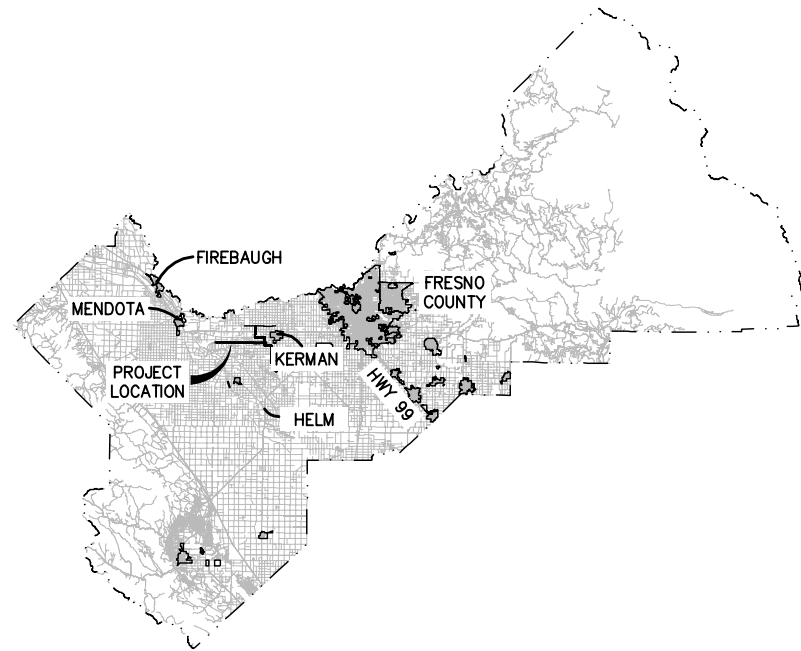 FIREBAUGH
MENDOTA
FRESNO
COUNTY
KERMAN
PROJECT
LOCATION
HWY 99
HELM